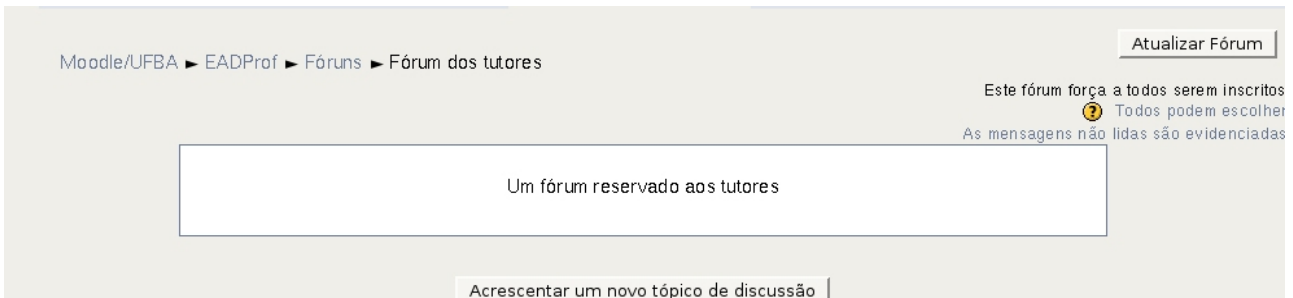 Atualizar Fórum
Moodle/UFBA ► EADProf ► Fóruns ► Fórum dos tutores
Este fórum força a todos serem inscritos
? Todos podem escolher
As mensagens não lidas são evidenciadas
Um fórum reservado aos tutores
Acrescentar um novo tópico de discussão